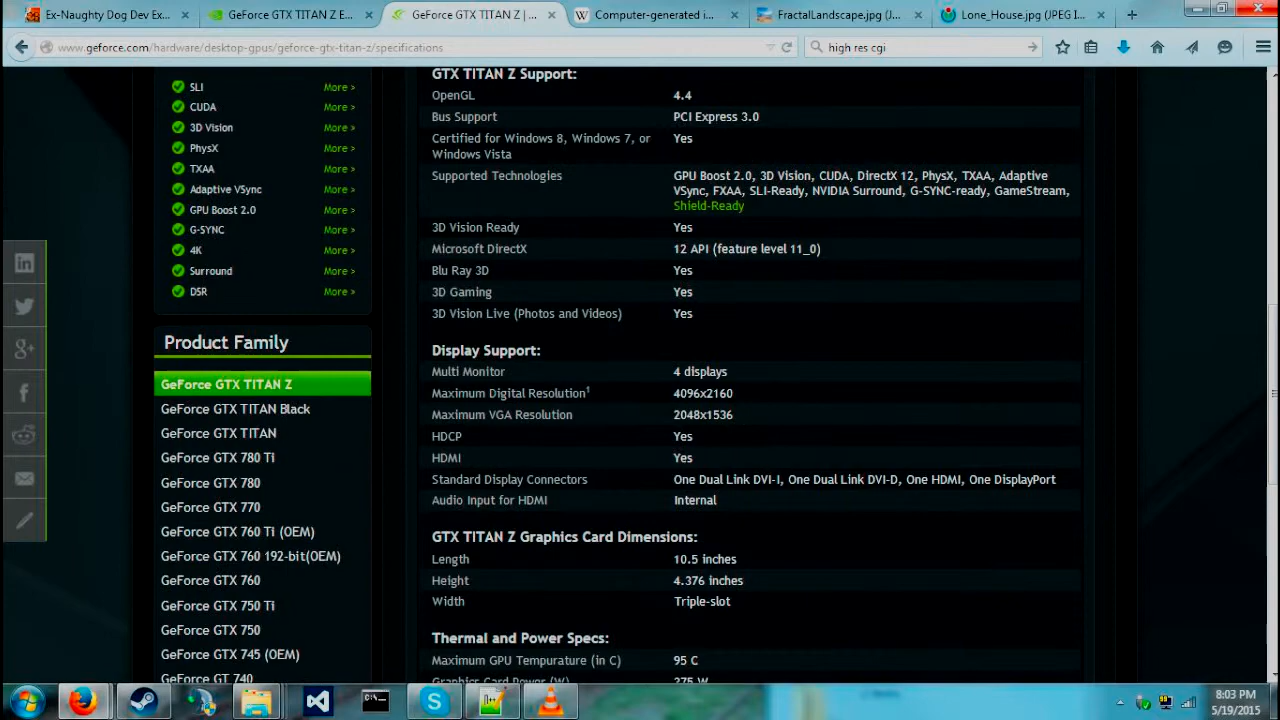 Ex-Naughty Dog Dev Ex...
GeForce GTX TITAN Z E...
GeForce GTX TITAN Z | ...
Computer-generated i...
FractalLandscape.jpg (J...
Lone_House.jpg (JPEG I...
www.geforce.com/hardware/desktop-gpus/geforce-gtx-titan-z/specifications
high res cgi
SLI More >
CUDA More >
3D Vision More >
PhysX More >
TXAA More >
Adaptive VSync More >
GPU Boost 2.0 More >
G-SYNC More >
4K More >
Surround More >
DSR More >
Product Family
GeForce GTX TITAN Z
GeForce GTX TITAN Black
GeForce GTX TITAN
GeForce GTX 780 Ti
GeForce GTX 780
GeForce GTX 770
GeForce GTX 760 Ti (OEM)
GeForce GTX 760 192-bit(OEM)
GeForce GTX 760
GeForce GTX 750 Ti
GeForce GTX 750
GeForce GTX 745 (OEM)
GeForce GT 740
GTX TITAN Z Support:
OpenGL 4.4
Bus Support PCI Express 3.0
Certified for Windows 8, Windows 7, or Yes
Windows Vista
Supported Technologies GPU Boost 2.0, 3D Vision, CUDA, DirectX 12, PhysX, TXAA, Adaptive
VSync, FXAA, SLI-Ready, NVIDIA Surround, G-SYNC-ready, GameStream,
Shield-Ready
3D Vision Ready Yes
Microsoft DirectX 12 API (feature level 11_0)
Blu Ray 3D Yes
3D Gaming Yes
3D Vision Live (Photos and Videos) Yes
Display Support:
Multi Monitor 4 displays
Maximum Digital Resolution¹ 4096x2160
Maximum VGA Resolution 2048x1536
HDCP Yes
HDMI Yes
Standard Display Connectors One Dual Link DVI-I, One Dual Link DVI-D, One HDMI, One DisplayPort
Audio Input for HDMI Internal
GTX TITAN Z Graphics Card Dimensions:
Length 10.5 inches
Height 4.376 inches
Width Triple-slot
Thermal and Power Specs:
Maximum GPU Tempurature (in C) 95 C
Graphics Card Power (W) 375 W
8:03 PM
5/19/2015